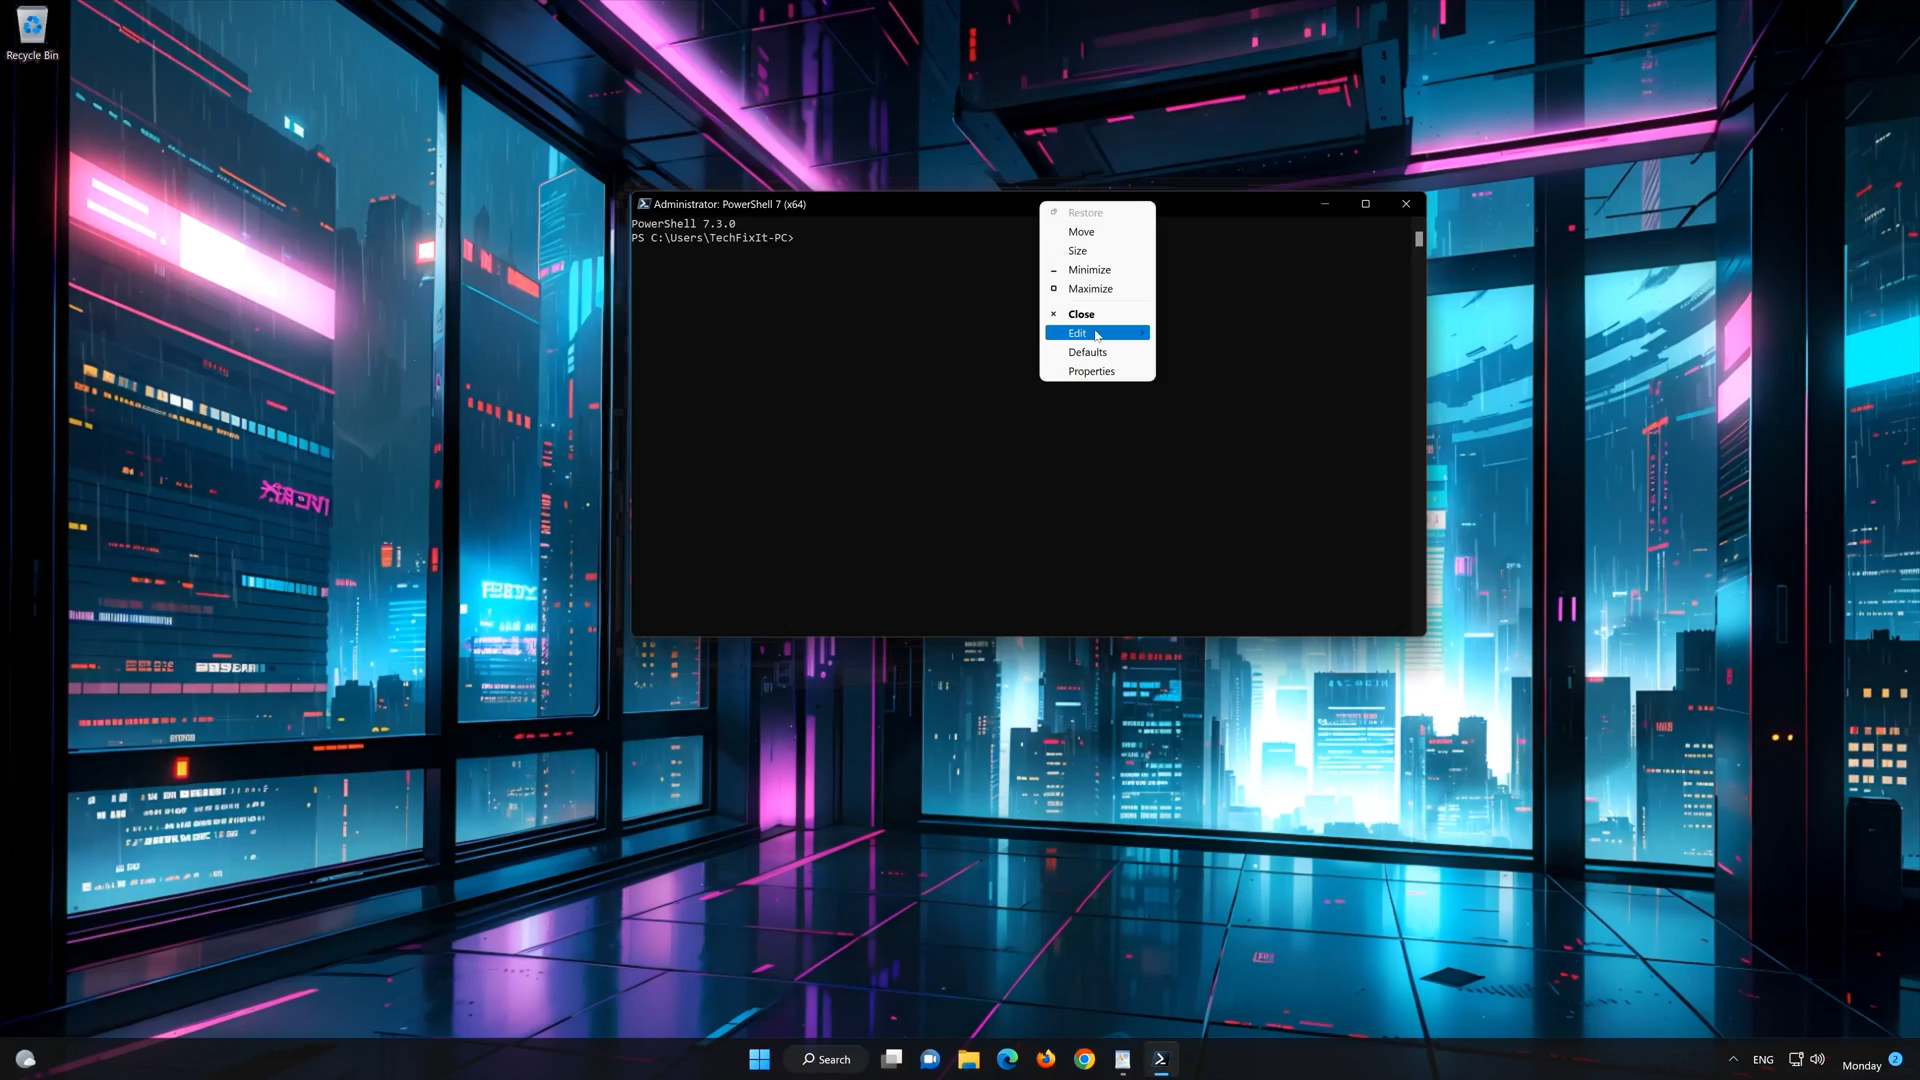 Recycle Bin
Administrator: PowerShell 7 (x64)
PowerShell 7.3.0
PS C:\Users\TechFixIt-PC>
Restore
Move
Size
Minimize
Maximize
Close
Edit
Defaults
Properties
Search
ENG
Monday
2